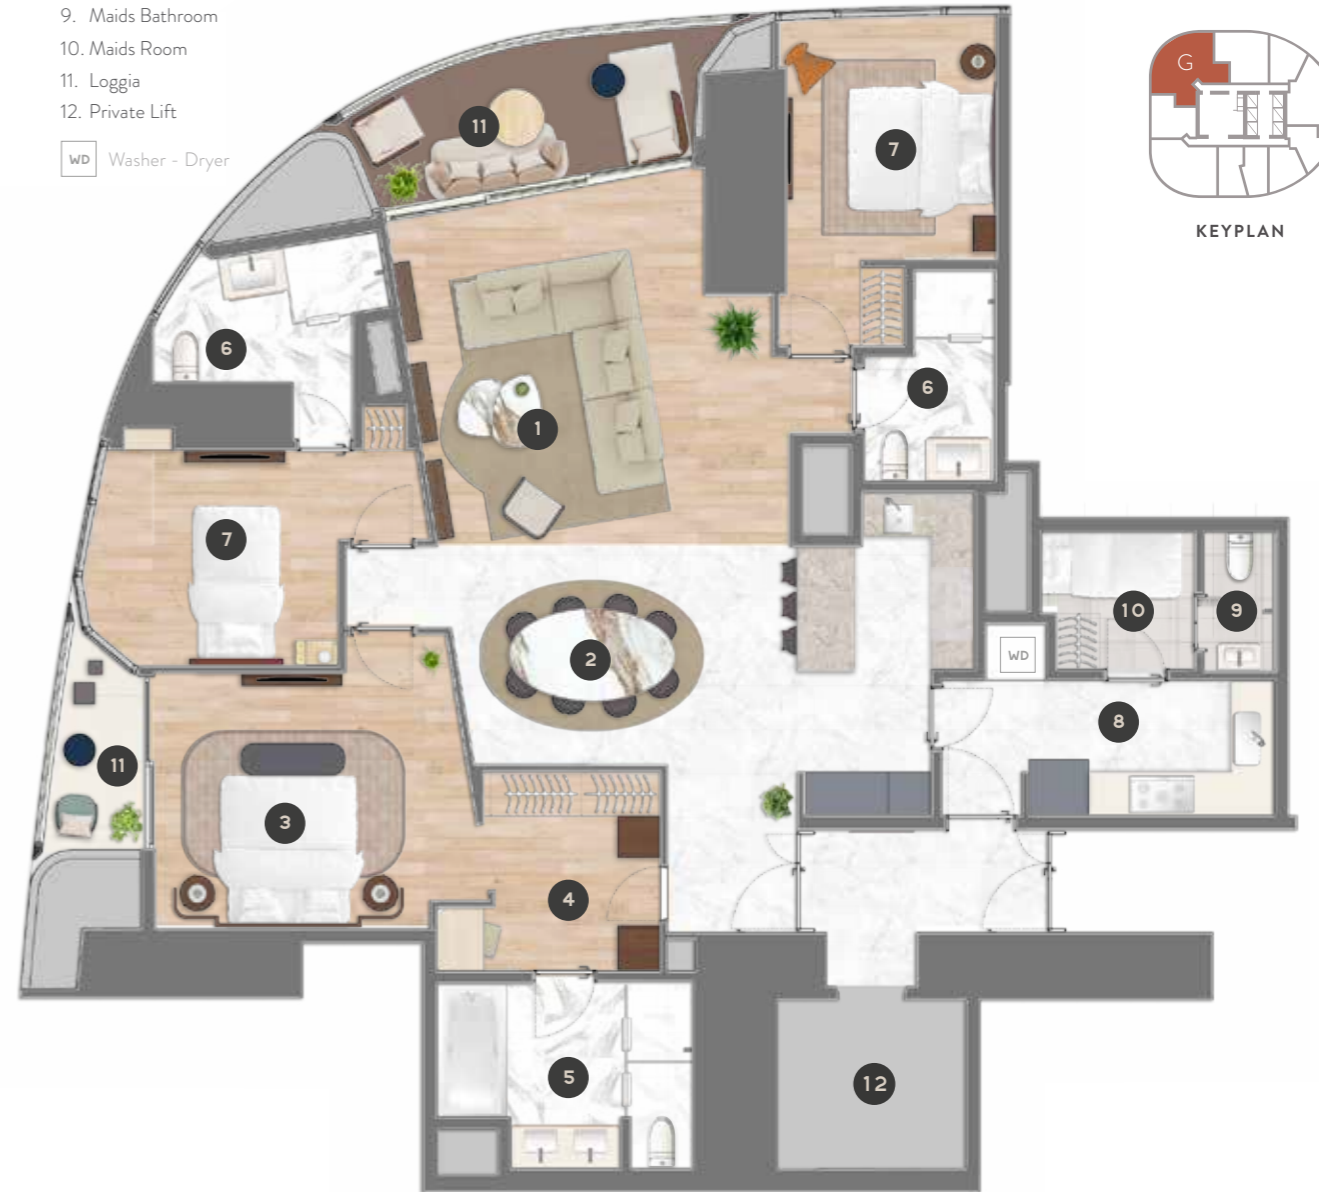 9. Maids Bathroom
10. Maids Room
11. Loggia
12. Private Lift
WD Washer - Dryer
G
KEYPLAN
11
7
6
6
1
7
10
9
2
WD
8
11
3
4
5
12